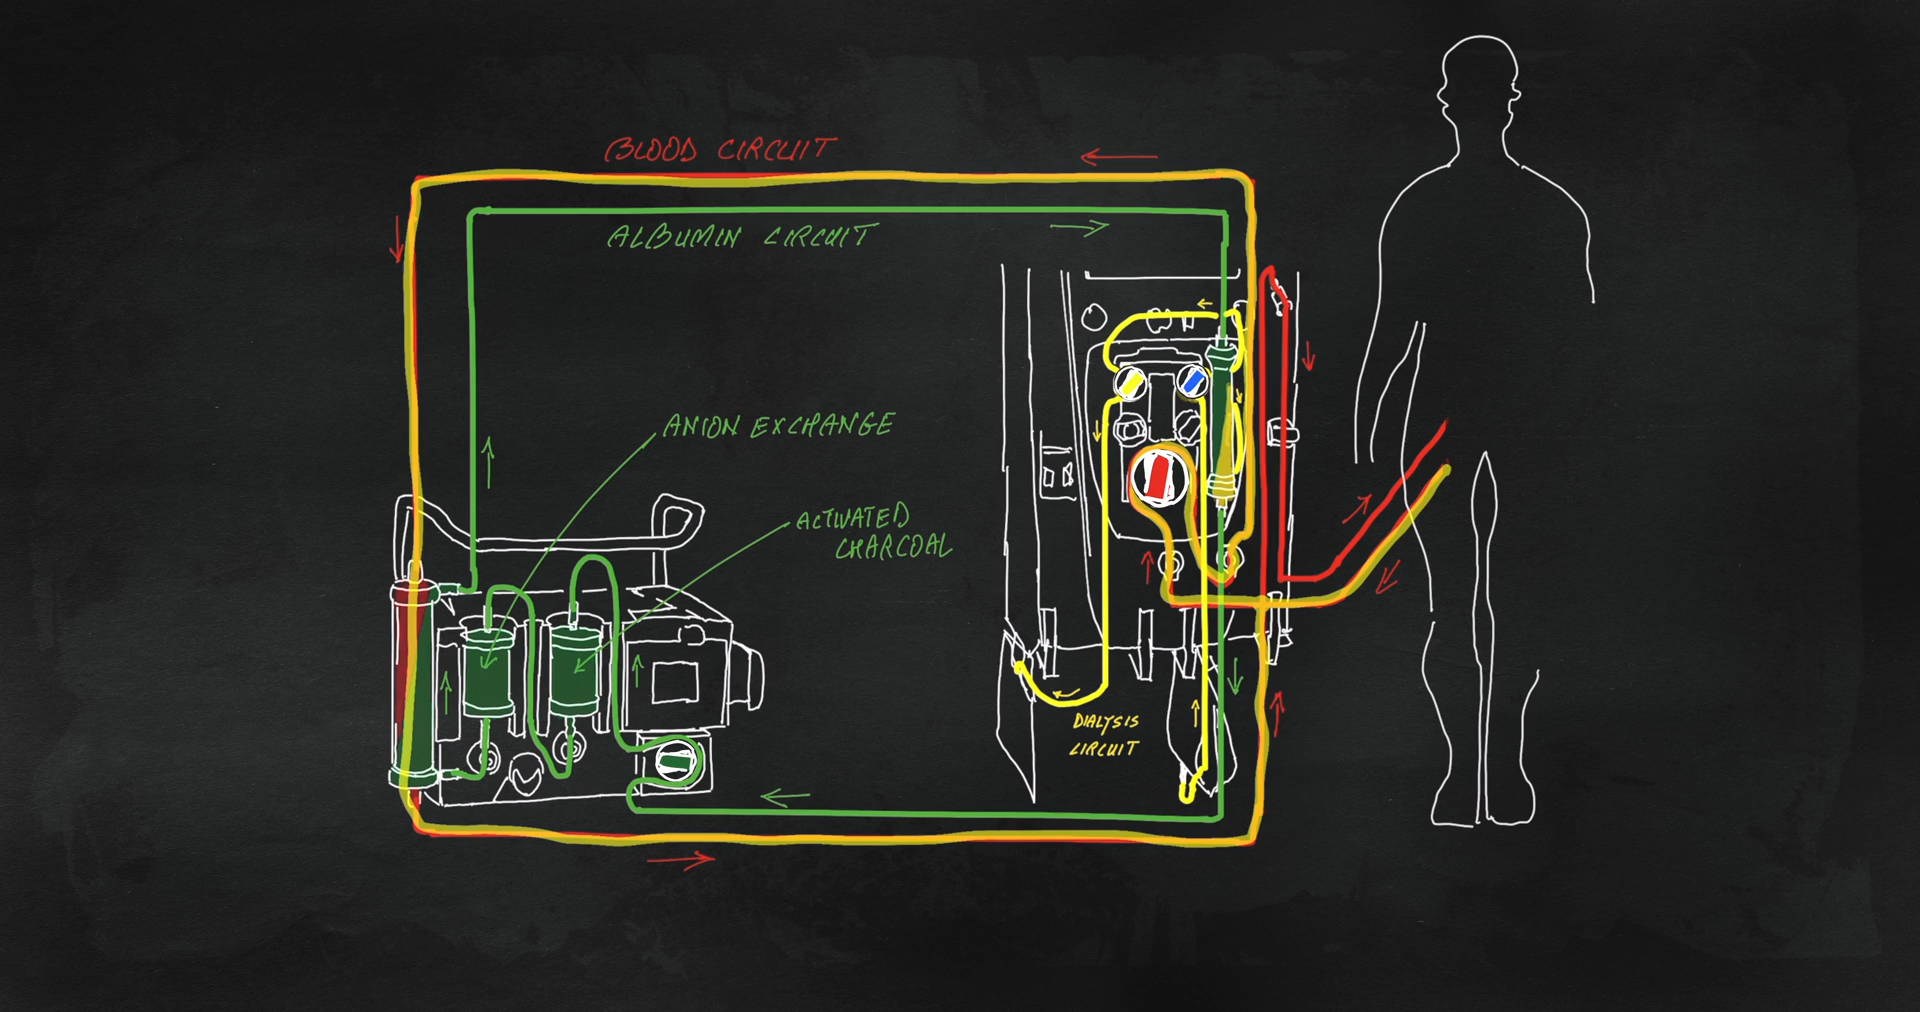 BLOOD CIRCUIT
ALBUMIN CIRCUIT
ANION EXCHANGE
ACTIVATED
CHARCOAL
DIALYSIS
CIRCUIT